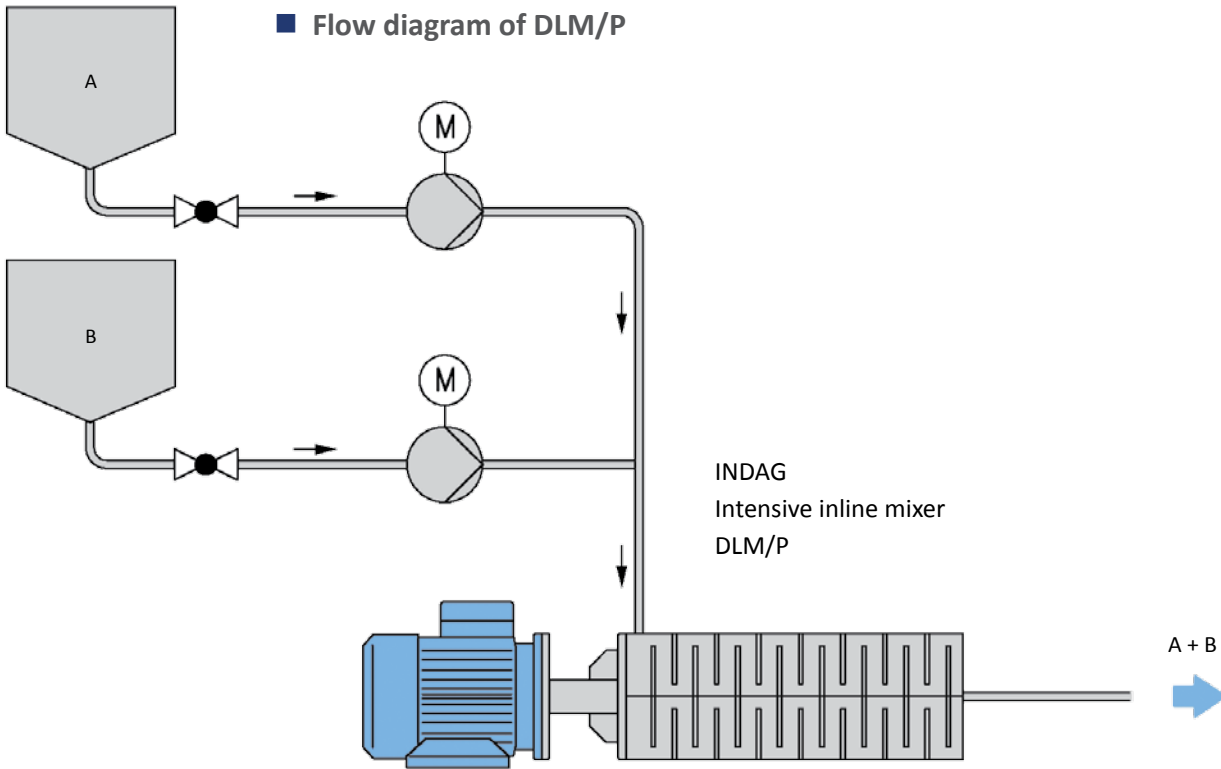 Flow diagram of DLM/P
A
M
B
M
INDAG
Intensive inline mixer
DLM/P
A + B